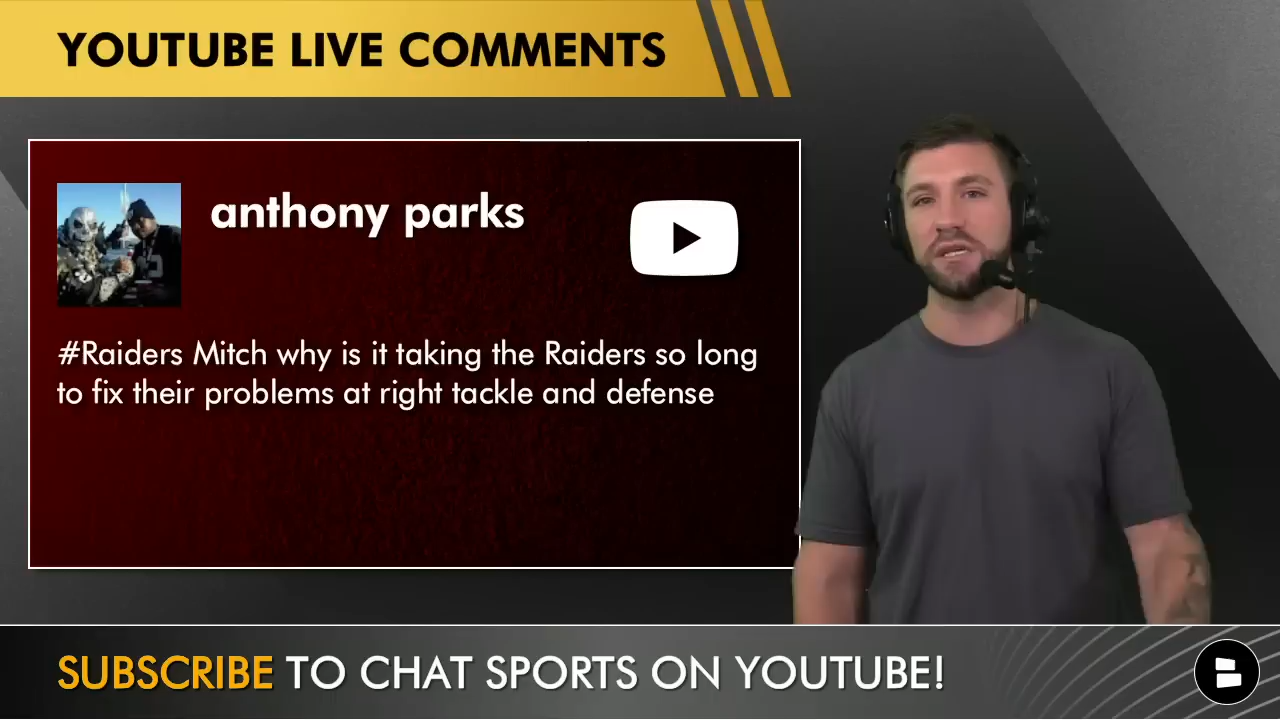 YOUTUBE LIVE COMMENTS
anthony parks
#Raiders Mitch why is it taking the Raiders so long
to fix their problems at right tackle and defense
SUBSCRIBE TO CHAT SPORTS ON YOUTUBE!